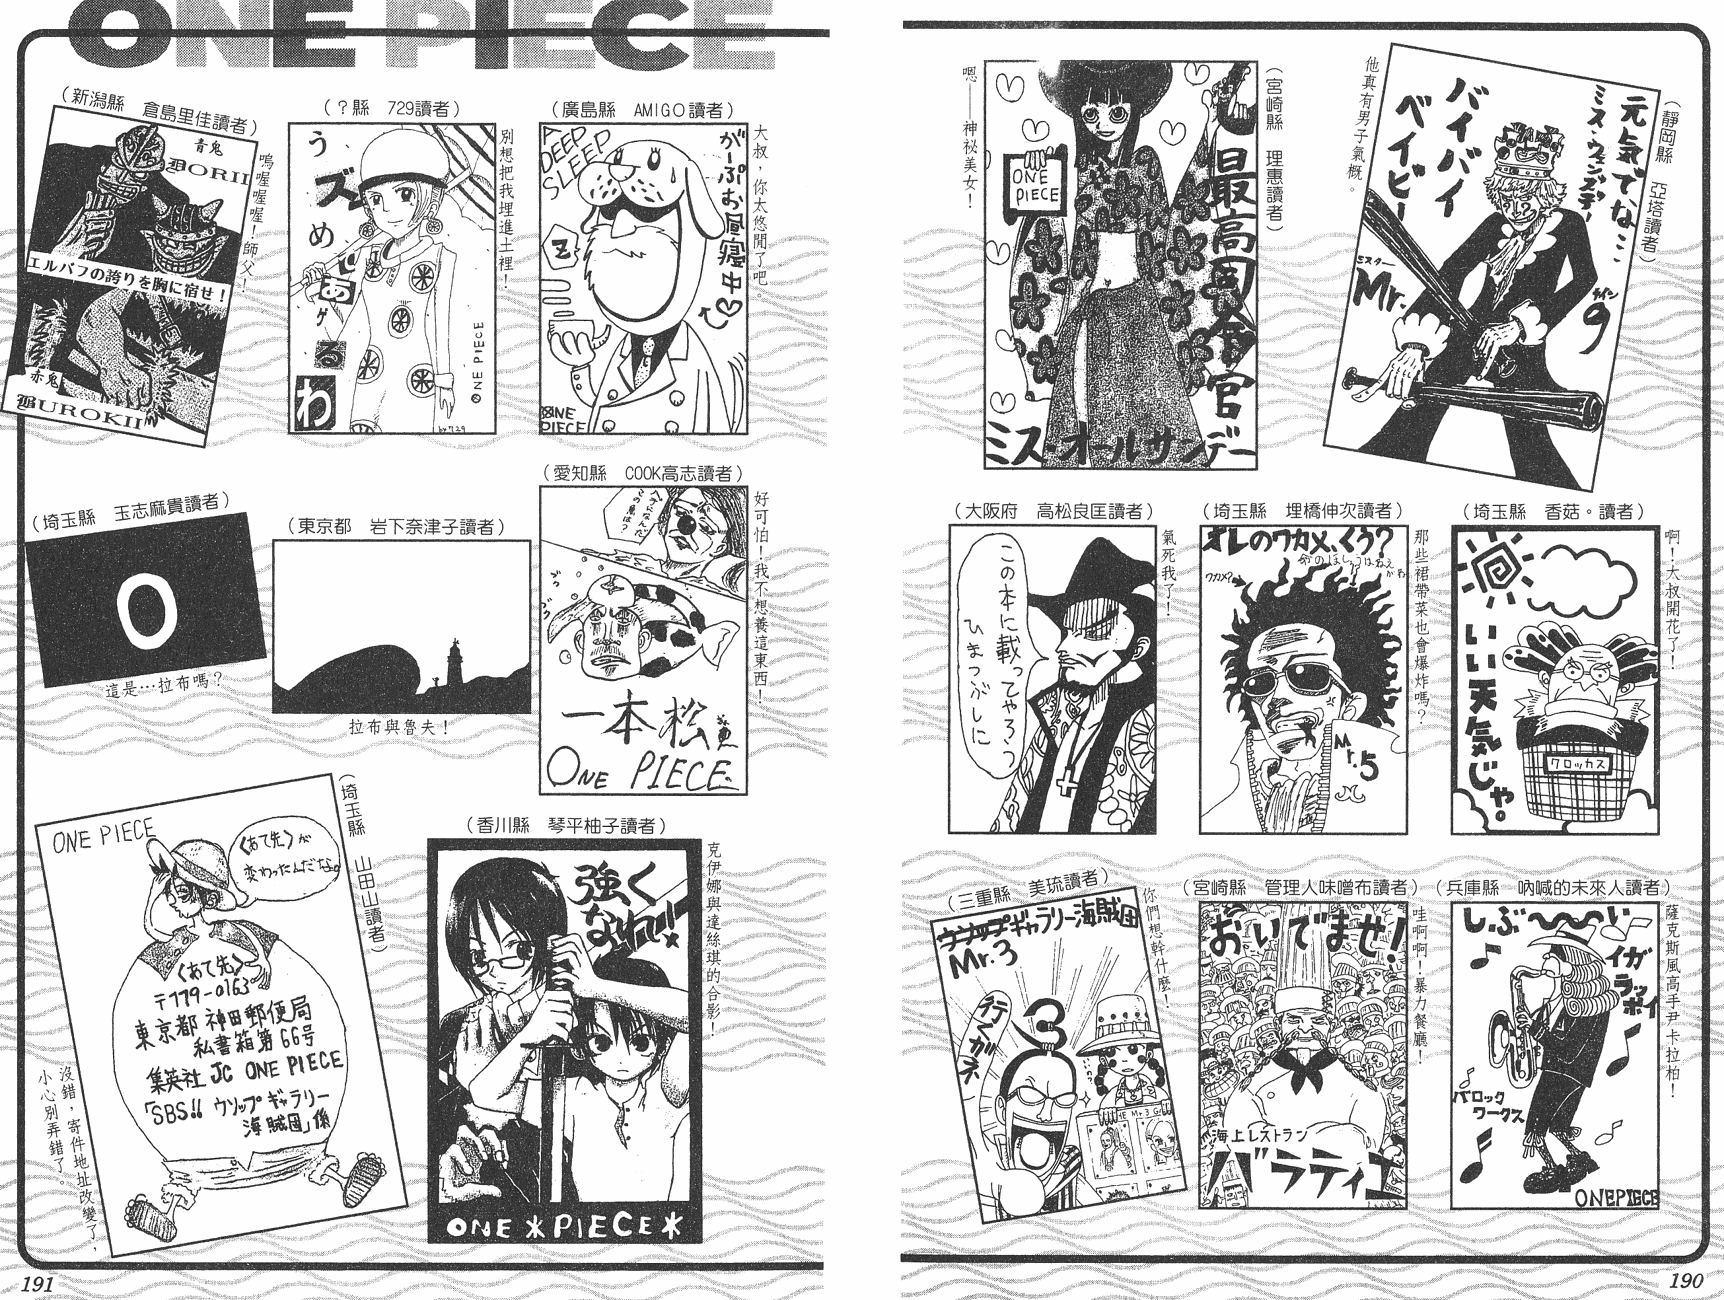 (靜岡縣　亞塔讀者)
元気でな…
ミス・ウェンズデー
バイバイ
ベイビー
ミスター
Mr.
ナイン
9
他真有男子氣概。
(宮崎縣　理惠讀者)
ONE
PIECE
最高司令官
ミス・オールサンデー
嗯——神祕美女！
(埼玉縣　香菇。讀者)
いい天気じゃ。
クロッカス
啊！大叔開花了！
(埼玉縣　埋橋伸次讀者)
オレのワカメ、くう？
ワカメ？
Mr.5
那些裙帶菜也會爆炸嗎？
(大阪府　高松良匡讀者)
この本に載ってやろう
ひまつぶしに
氣死我了！
(兵庫縣　吶喊的未來人讀者)
しぶ〜〜い
イガラッポイ
バロック
ワークス
ONEPIECE
薩克斯風高手尹卡拉柏！
(宮崎縣　管理人味噌布讀者)
おいでませ！
海上レストラン
バラティエ
哇啊啊！暴力餐廳！
(三重縣　美琉讀者)
ウソップギャラリー海賊団
Mr.3
行くガネ
你們想幹什麼！
190
ONE PIECE
(廣島縣　AMIGO讀者)
A
DEEP
SLEEP
がーぷお昼寝中
Z
ONE
PIECE
大叔，你太悠閒了吧。
(？縣　729讀者)
うズめてあゲるわ
©ONE PIECE
by.729
別想把我埋進土裡！
(新潟縣　倉島里佳讀者)
青鬼
DORII
エルバフの誇りを胸に宿せ！
赤鬼
BUROKII
嗚喔喔喔！師父！
(愛知縣　COOK高志讀者)
一本松
ONE PIECE
好可怕！我不想養這東西！
(東京都　岩下奈津子讀者)
拉布與魯夫！
(埼玉縣　玉志麻貴讀者)
這是…拉布嗎？
(香川縣　琴平柚子讀者)
強く
なれ!!
ONE＊PIECE＊
克伊娜與達絲琪的合影！
(埼玉縣　山田山讀者)
ONE PIECE
〈あて先〉が
変わったんだな。
〈あて先〉
〒119-0163
東京都 神田郵便局
私書箱第66号
集英社 JC ONE PIECE
「SBS!! ウソップギャラリー
海賊団」係
沒錯，寄件地址改變了，
小心別弄錯了。
191